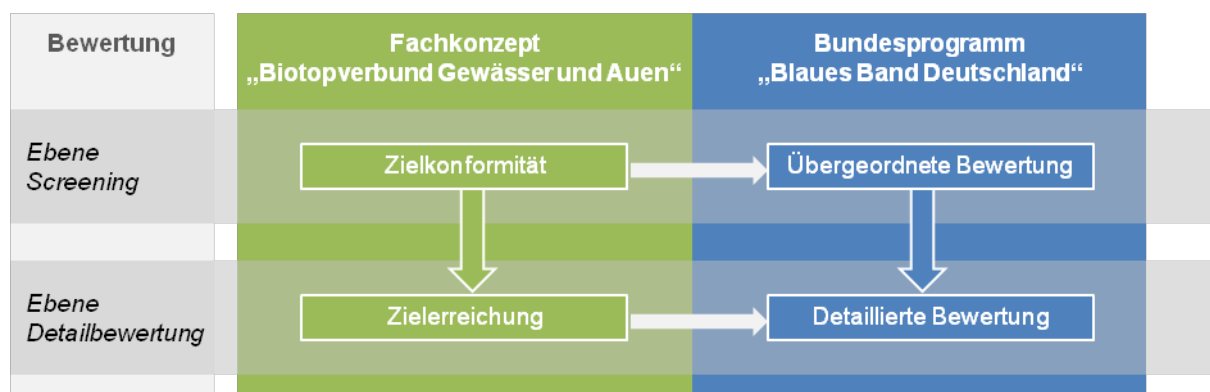 Bewertung
Fachkonzept
„Biotopverbund Gewässer und Auen“
Bundesprogramm
„Blaues Band Deutschland“
Ebene
Screening
Zielkonformität
Übergeordnete Bewertung
Ebene
Detailbewertung
Zielerreichung
Detaillierte Bewertung